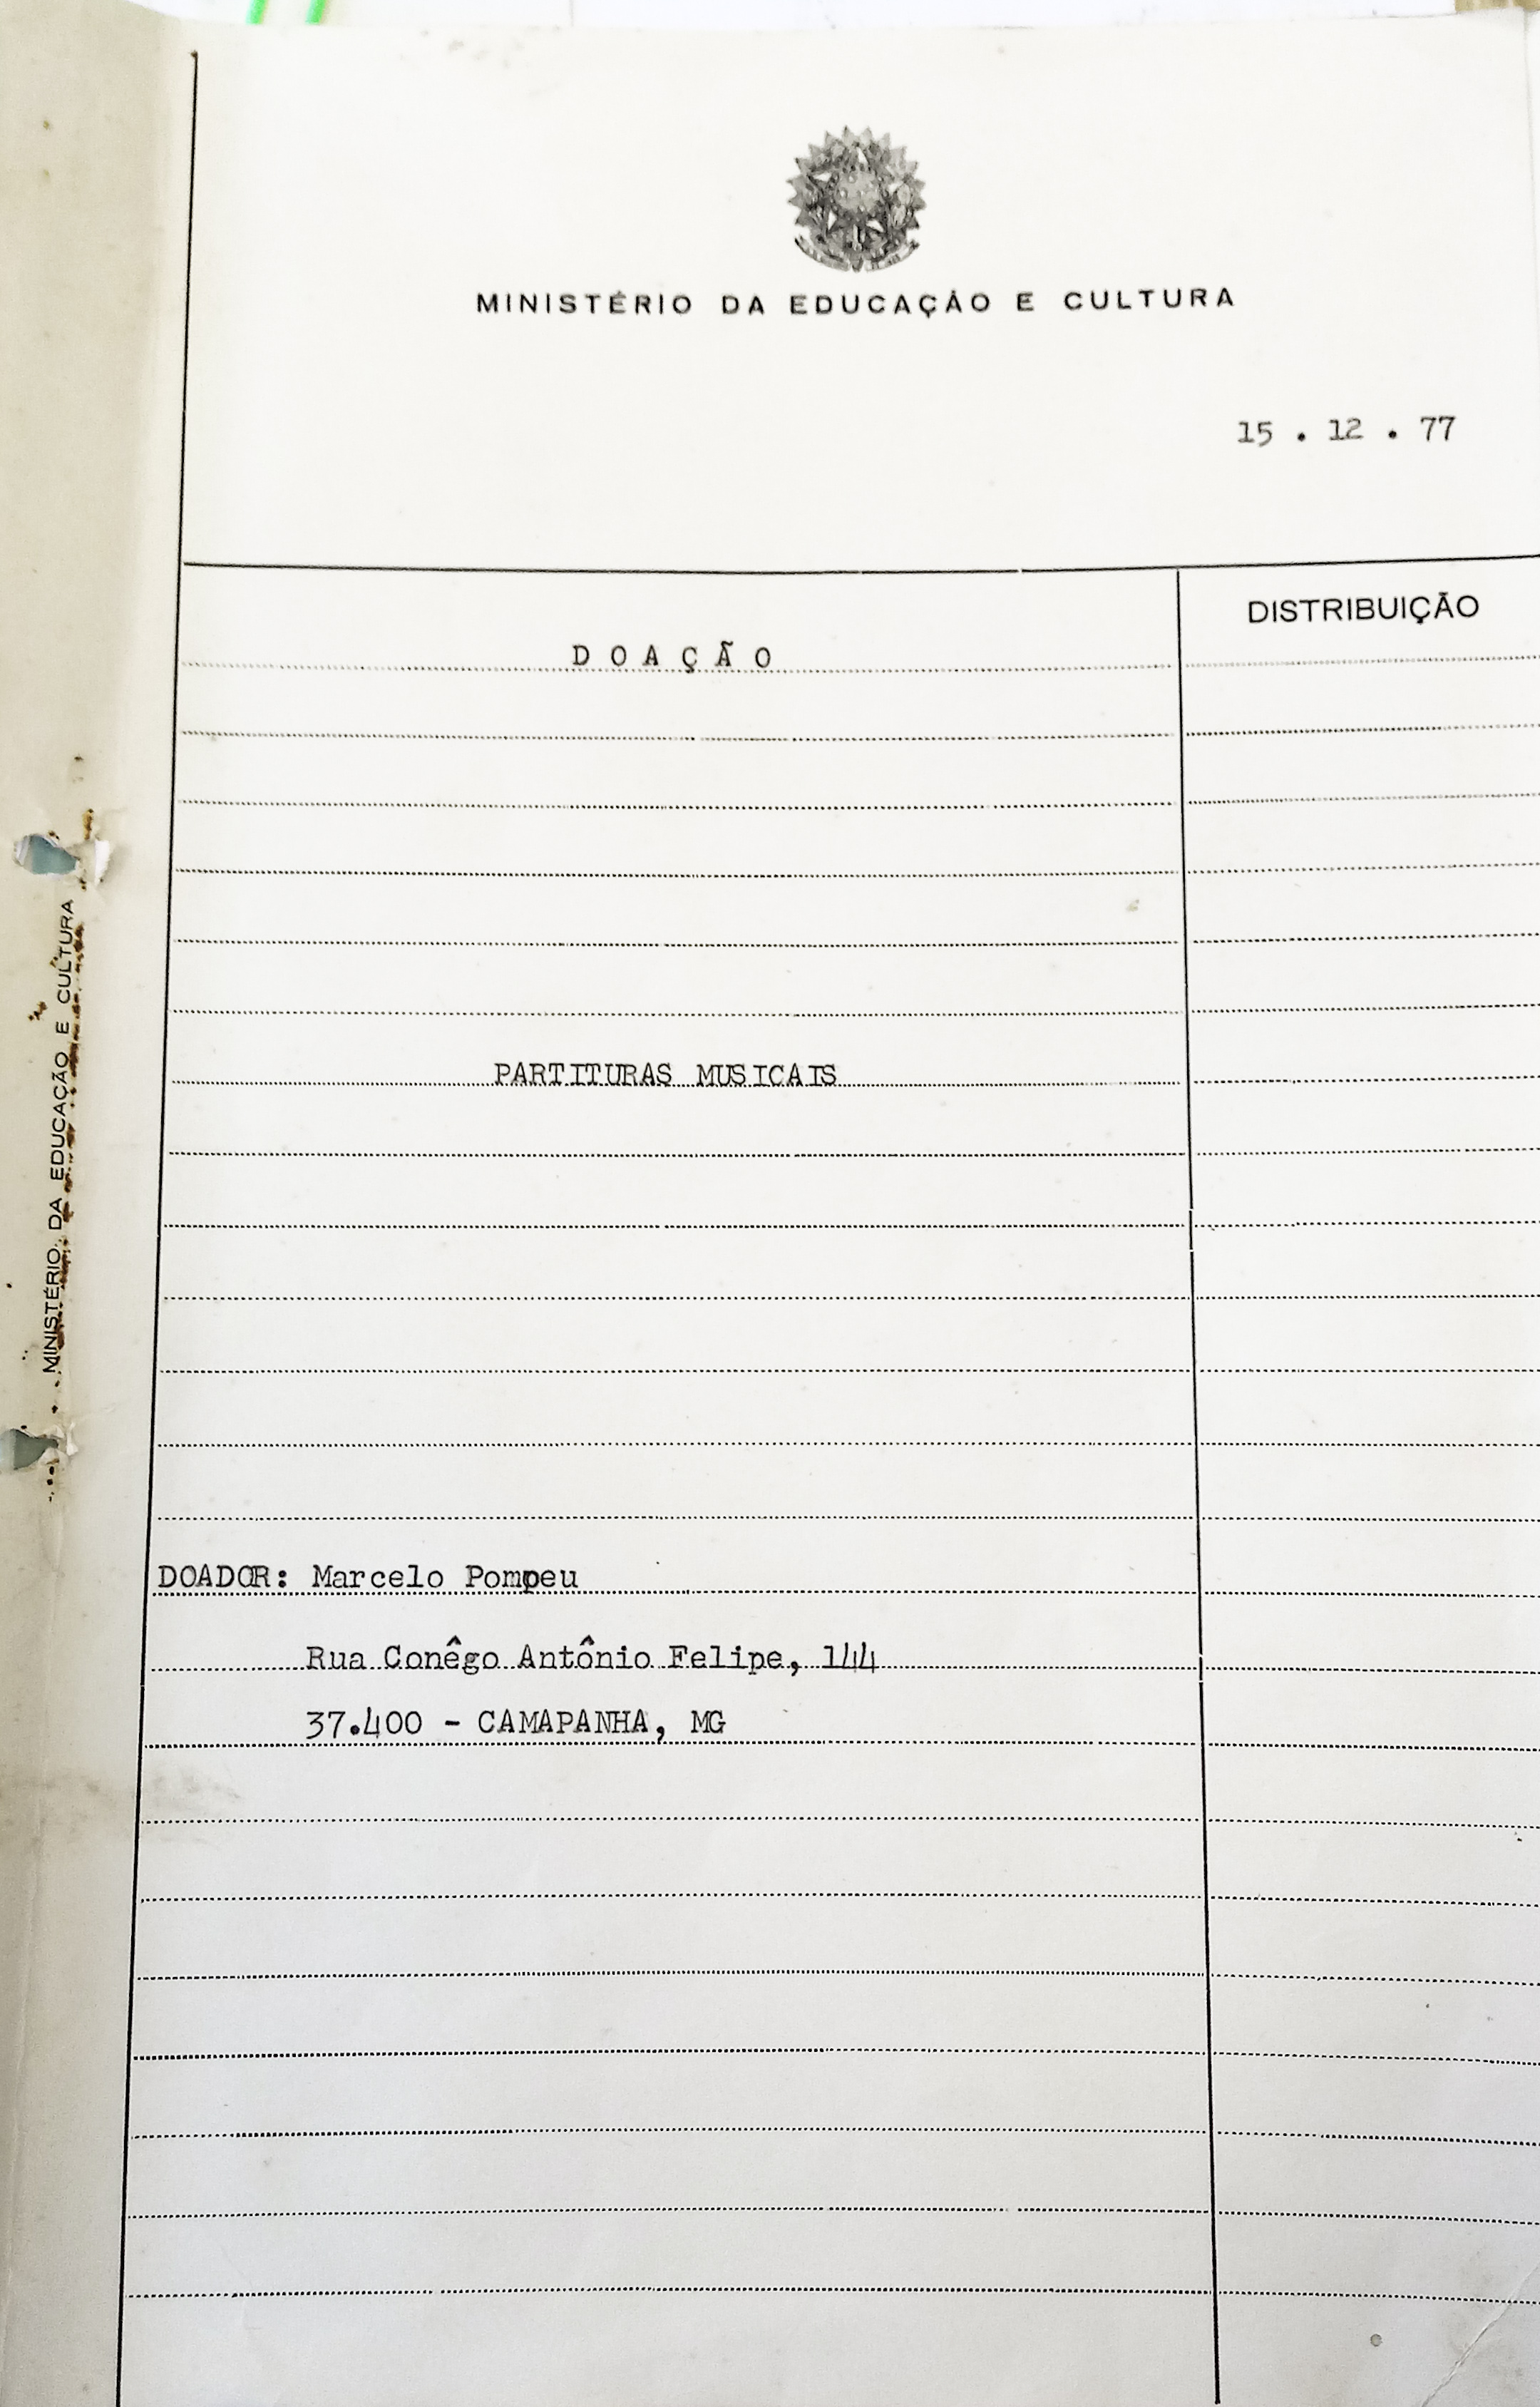 MINISTÉRIO DA EDUCAÇÃO E CULTURA
15 . 12 . 77
DISTRIBUIÇÃO
D O A Ç Ã O
PARTITURAS MUSICAIS
DOADOR: Marcelo Pompeu
Rua Conêgo Antônio Felipe, 144
37.400 - CAMAPANHA, MG
MINISTÉRIO DA EDUCAÇÃO E CULTURA